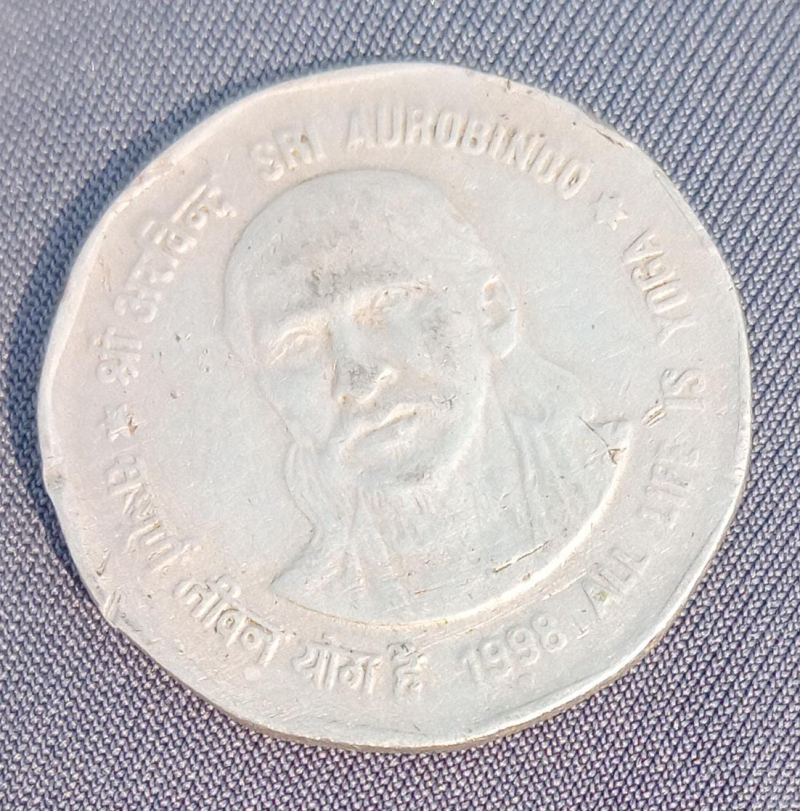 श्री अरविन्द SRI AUROBINDO
सम्पूर्ण जीवन योग है 1998 ALL LIFE IS YOGA